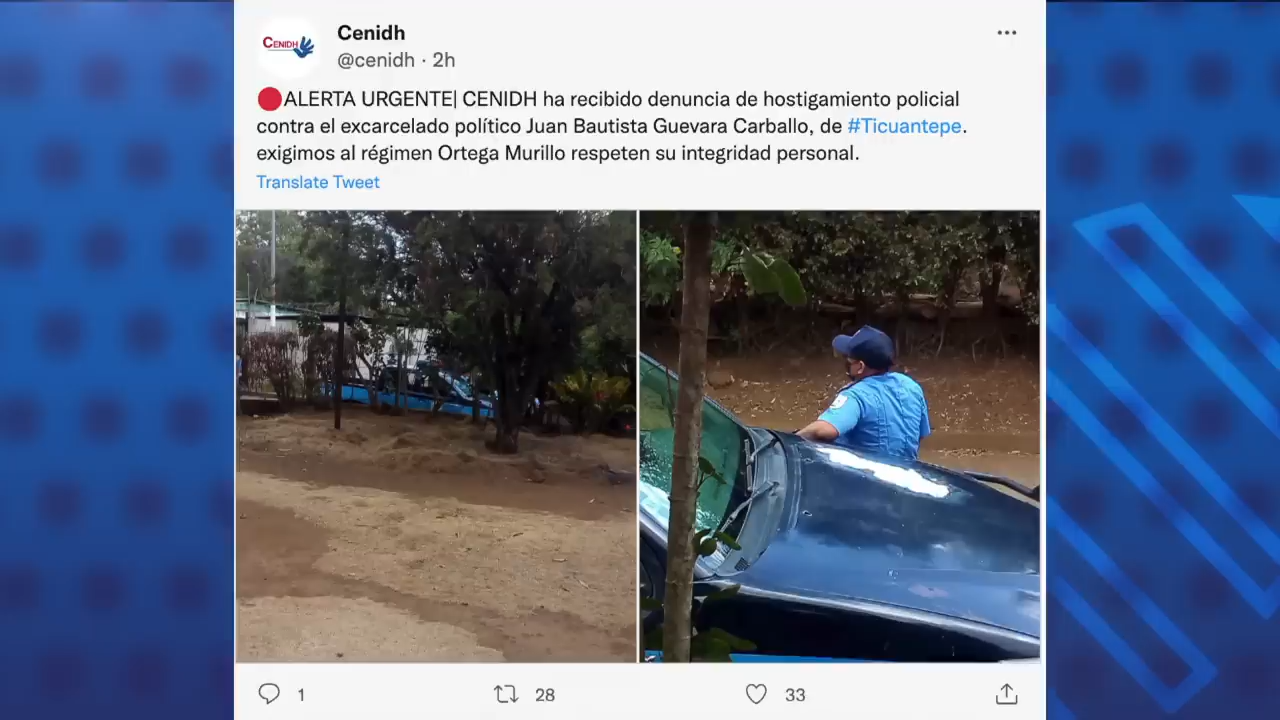 CENIDH
Cenidh
@cenidh · 2h
ALERTA URGENTE| CENIDH ha recibido denuncia de hostigamiento policial
contra el excarcelado político Juan Bautista Guevara Carballo, de #Ticuantepe.
exigimos al régimen Ortega Murillo respeten su integridad personal.
Translate Tweet
1 28 33